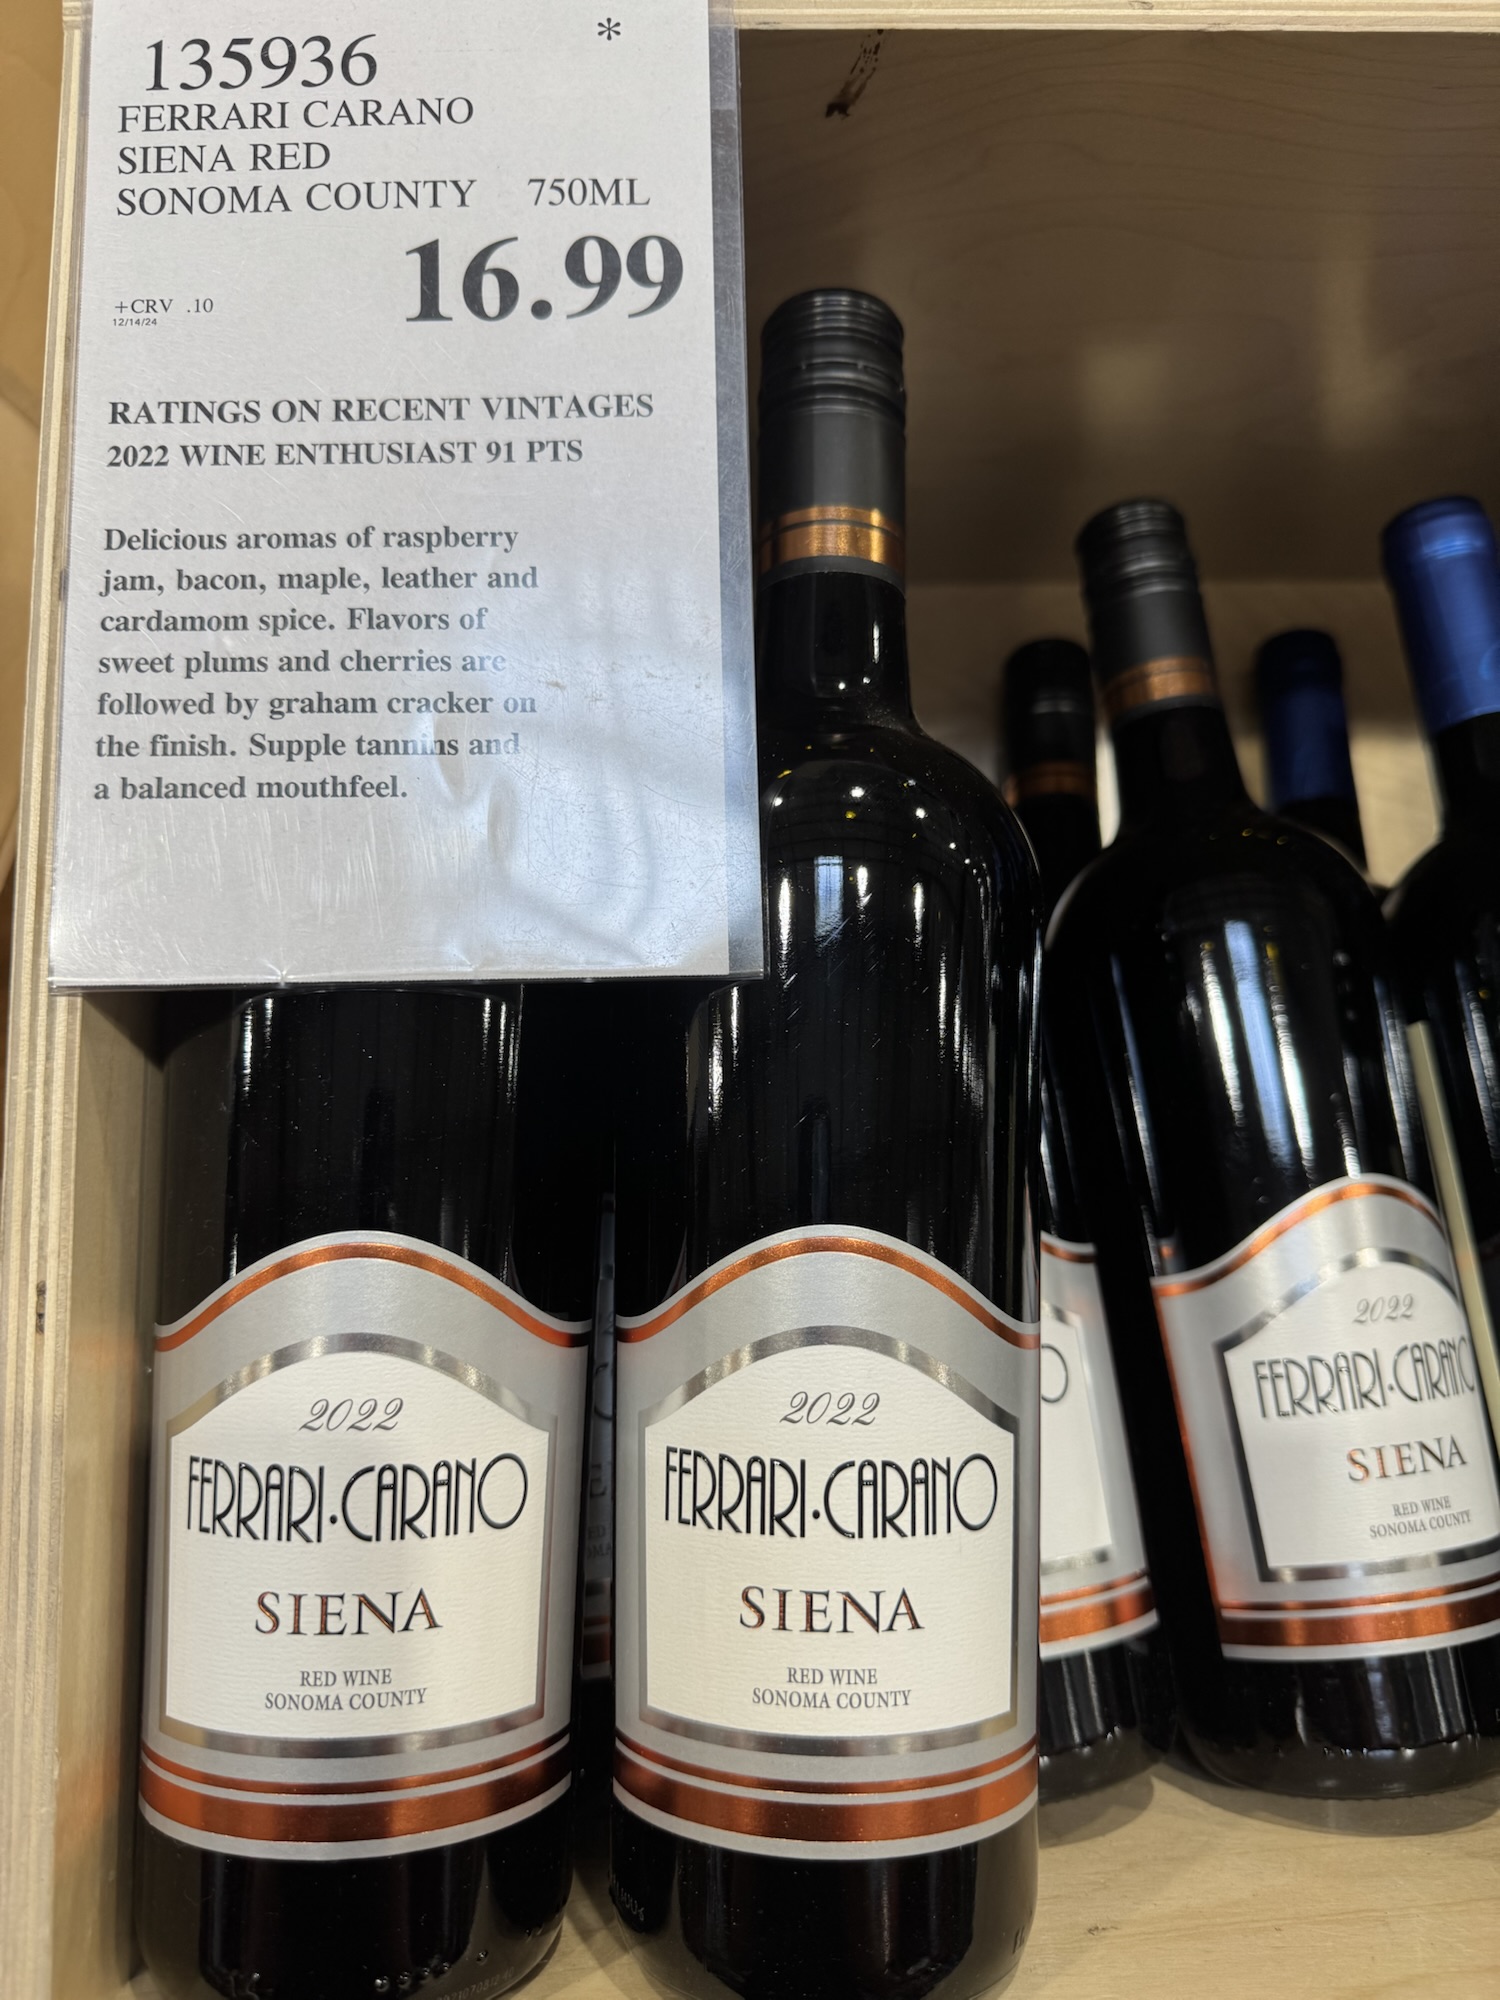 135936 *
FERRARI CARANO
SIENA RED
SONOMA COUNTY 750ML
16.99
+CRV .10
12/14/24
RATINGS ON RECENT VINTAGES
2022 WINE ENTHUSIAST 91 PTS
Delicious aromas of raspberry
jam, bacon, maple, leather and
cardamom spice. Flavors of
sweet plums and cherries are
followed by graham cracker on
the finish. Supple tannins and
a balanced mouthfeel.
2022
FERRARI·CARANO
SIENA
RED WINE
SONOMA COUNTY
2022
FERRARI·CARANO
SIENA
RED WINE
SONOMA COUNTY
2022
FERRARI·CARANO
SIENA
RED WINE
SONOMA COUNTY